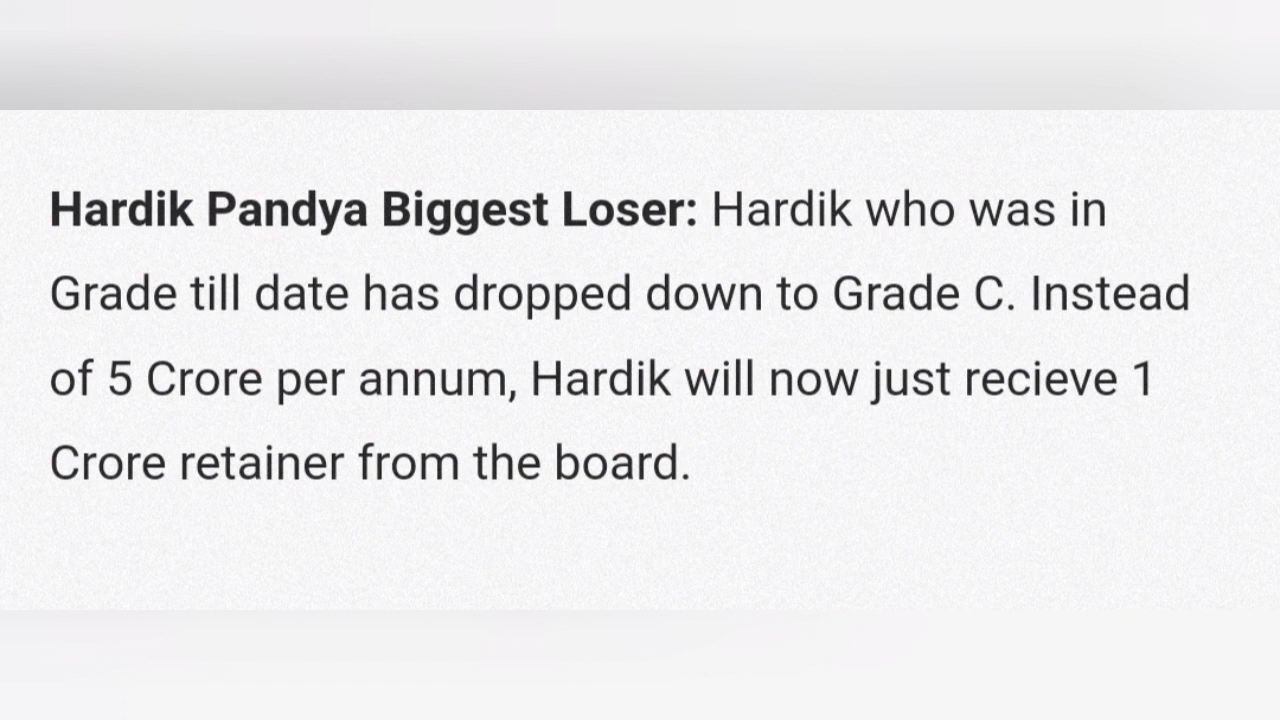 Hardik Pandya Biggest Loser: Hardik who was in
Grade till date has dropped down to Grade C. Instead
of 5 Crore per annum, Hardik will now just recieve 1
Crore retainer from the board.